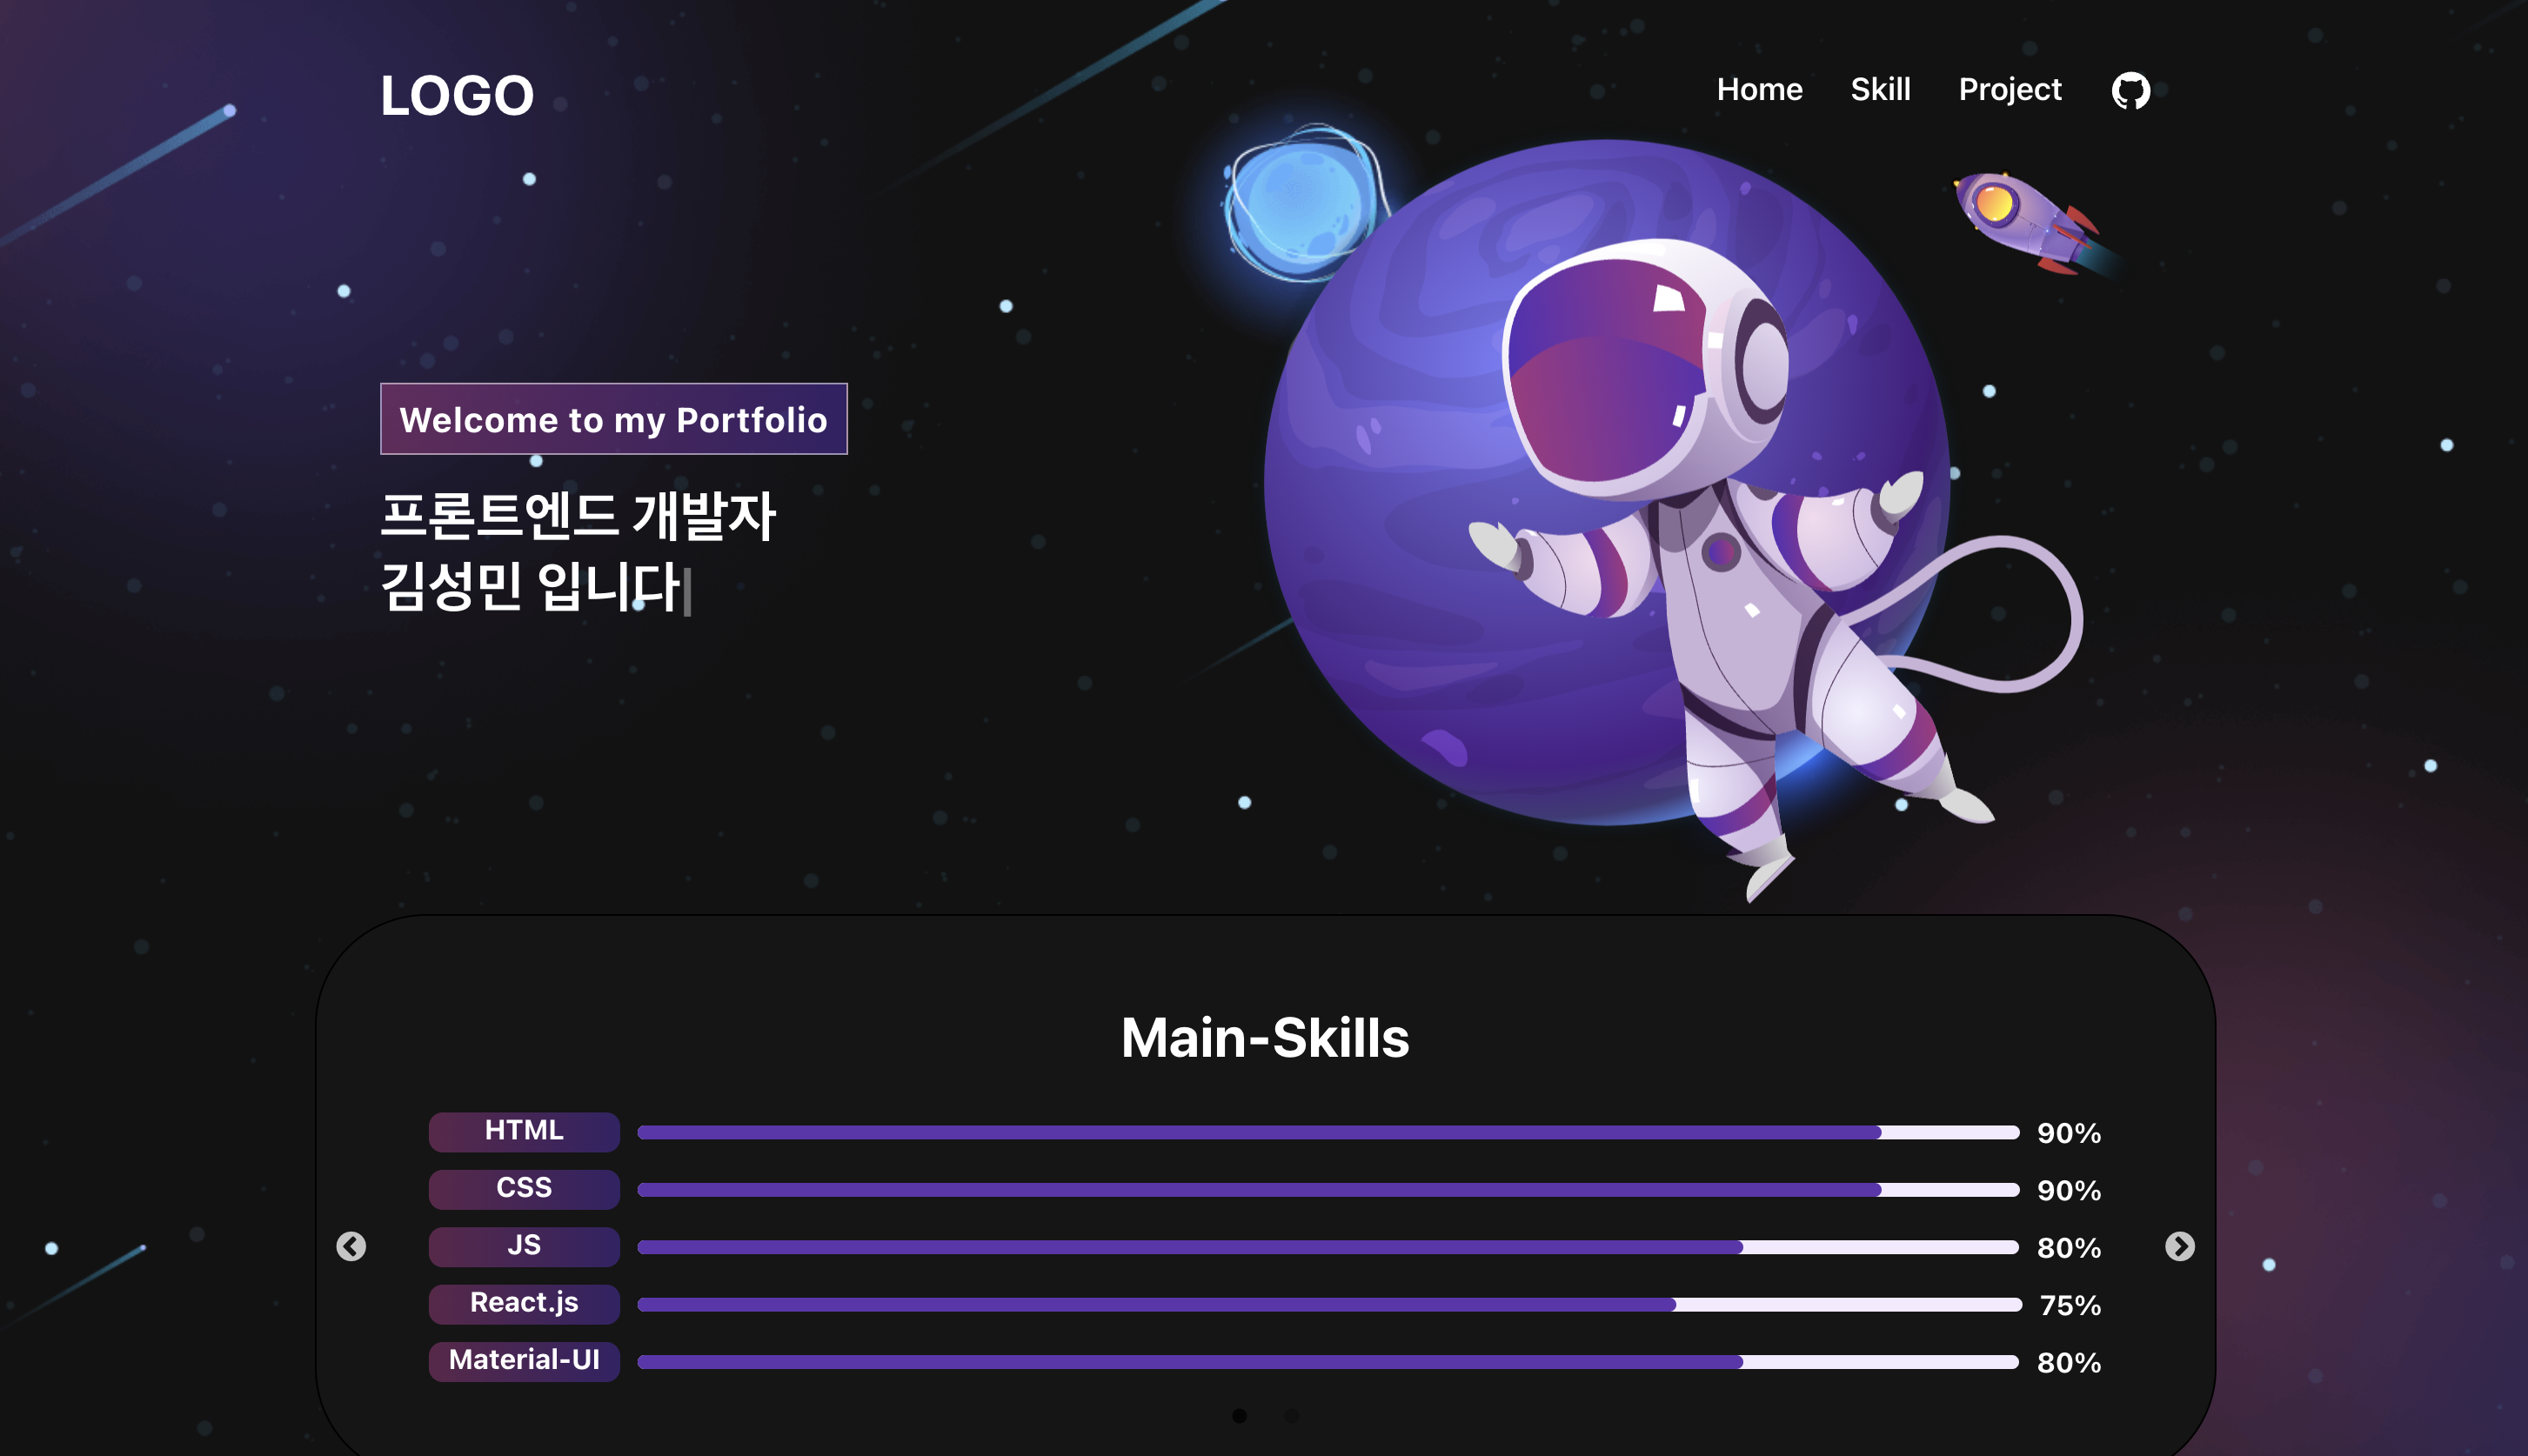 LOGO
Home Skill Project
Welcome to my Portfolio
프론트엔드 개발자
김성민 입니다
Main-Skills
HTML 90%
CSS 90%
JS 80%
React.js 75%
Material-UI 80%